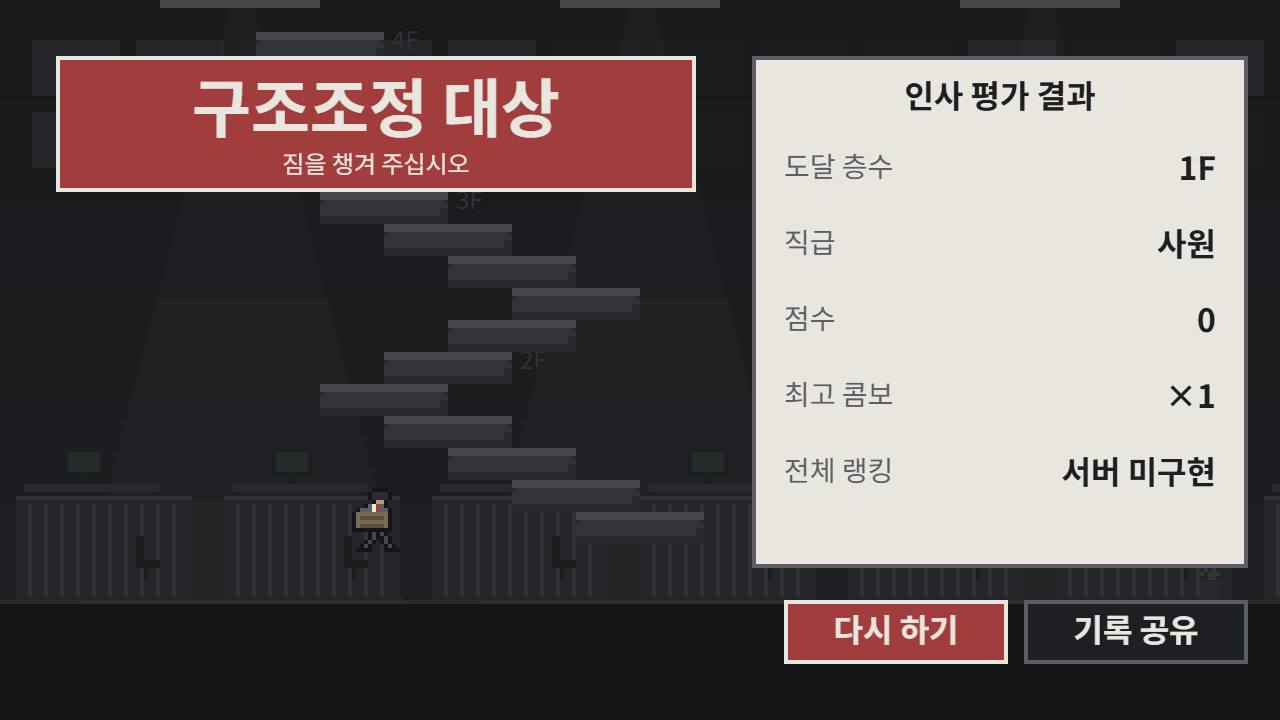 4F
구조조정 대상
짐을 챙겨 주십시오
3F
2F
인사 평가 결과
도달 층수 1F
직급 사원
점수 0
최고 콤보 ×1
전체 랭킹 서버 미구현
다시 하기
기록 공유